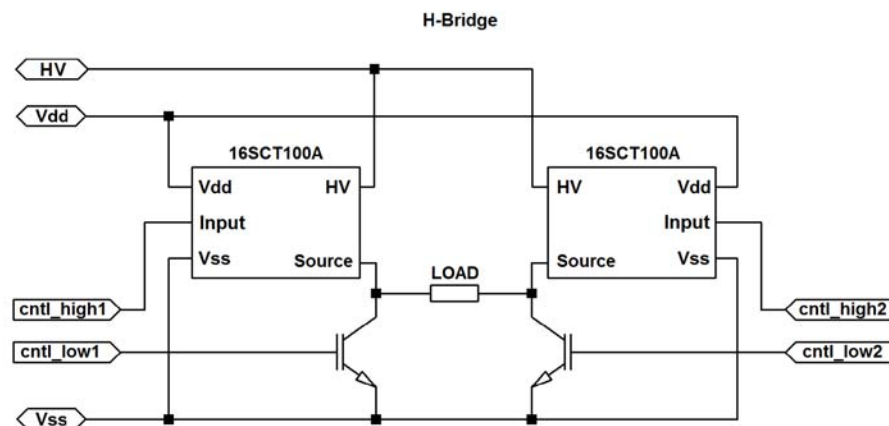 H-Bridge
HV
Vdd
16SCT100A
16SCT100A
Vdd
HV
HV
Vdd
Input
Input
Vss
Source
LOAD
Source
Vss
cntl_high1
cntl_high2
cntl_low1
cntl_low2
Vss